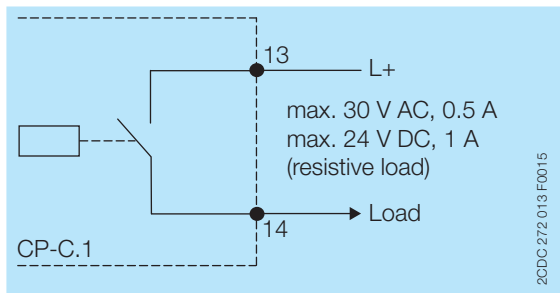 13
L+
max. 30 V AC, 0.5 A
max. 24 V DC, 1 A
(resistive load)
Load
14
CP-C.1
2CDC 272 013 F0015